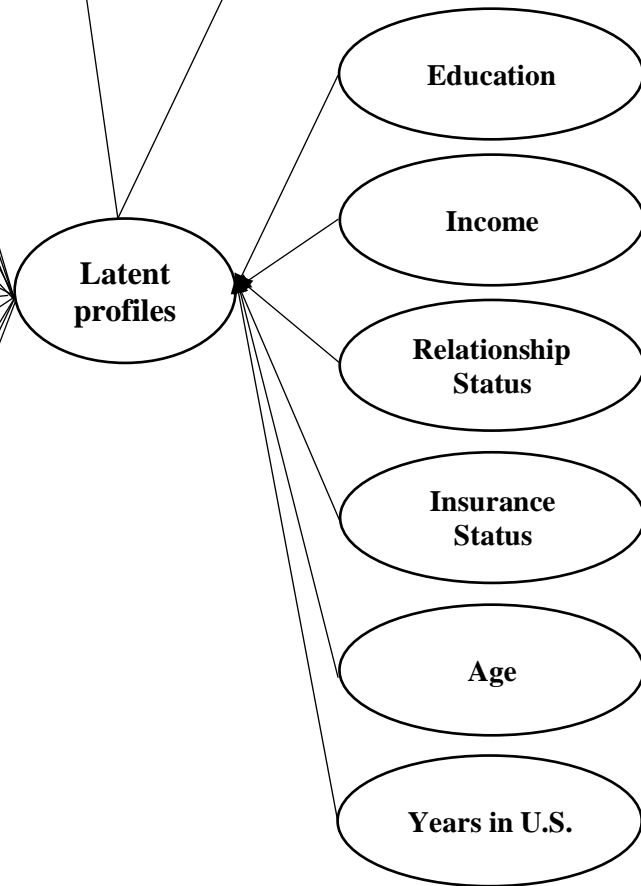 Education
Income
Latent
profiles
Relationship
Status
Insurance
Status
Age
Years in U.S.